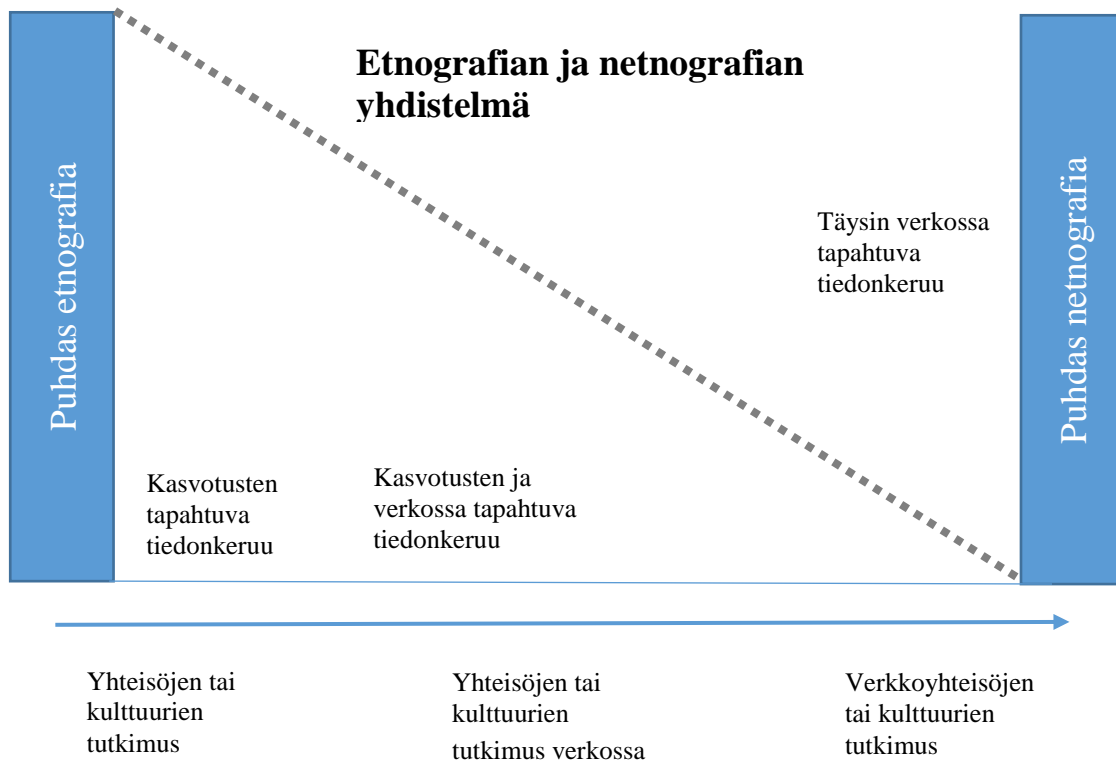 Etnografian ja netnografian
yhdistelmä
Puhdas etnografia
Täysin verkossa
tapahtuva
tiedonkeruu
Puhdas netnografia
Kasvotusten
tapahtuva
tiedonkeruu
Kasvotusten ja
verkossa tapahtuva
tiedonkeruu
Yhteisöjen tai
kulttuurien
tutkimus
Yhteisöjen tai
kulttuurien
tutkimus verkossa
Verkkoyhteisöjen
tai kulttuurien
tutkimus